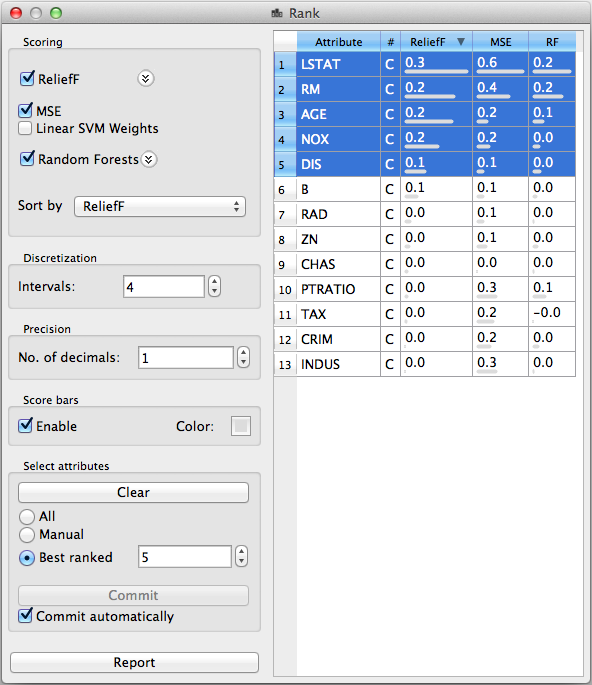 Rank
Scoring
ReliefF
MSE
Linear SVM Weights
Random Forests
Sort by ReliefF
Discretization
Intervals: 4
Precision
No. of decimals: 1
Score bars
Enable Color:
Select attributes
Clear
All
Manual
Best ranked 5
Commit
Commit automatically
Report
Attribute # ReliefF MSE RF
1 LSTAT C 0.3 0.6 0.2
2 RM C 0.2 0.4 0.2
3 AGE C 0.2 0.2 0.1
4 NOX C 0.2 0.2 0.0
5 DIS C 0.1 0.1 0.0
6 B C 0.1 0.1 0.0
7 RAD C 0.0 0.1 0.0
8 ZN C 0.0 0.1 0.0
9 CHAS C 0.0 0.0 0.0
10 PTRATIO C 0.0 0.3 0.1
11 TAX C 0.0 0.2 -0.0
12 CRIM C 0.0 0.2 0.0
13 INDUS C 0.0 0.3 0.0